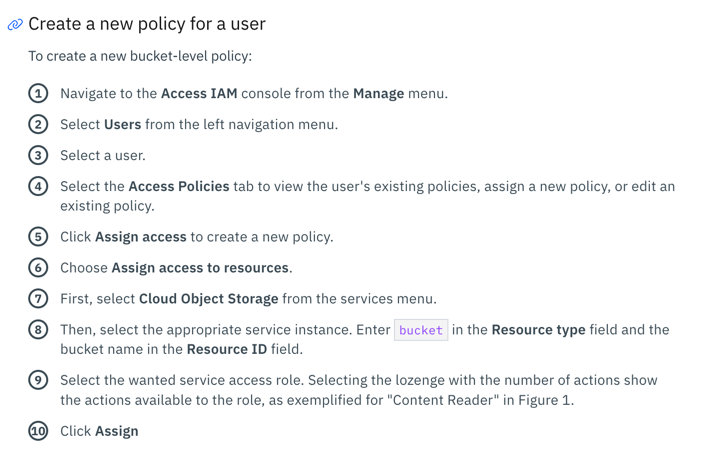 Create a new policy for a user
To create a new bucket-level policy:
1 Navigate to the Access IAM console from the Manage menu.
2 Select Users from the left navigation menu.
3 Select a user.
4 Select the Access Policies tab to view the user's existing policies, assign a new policy, or edit an
existing policy.
5 Click Assign access to create a new policy.
6 Choose Assign access to resources.
7 First, select Cloud Object Storage from the services menu.
8 Then, select the appropriate service instance. Enter bucket in the Resource type field and the
bucket name in the Resource ID field.
9 Select the wanted service access role. Selecting the lozenge with the number of actions show
the actions available to the role, as exemplified for "Content Reader" in Figure 1.
10 Click Assign